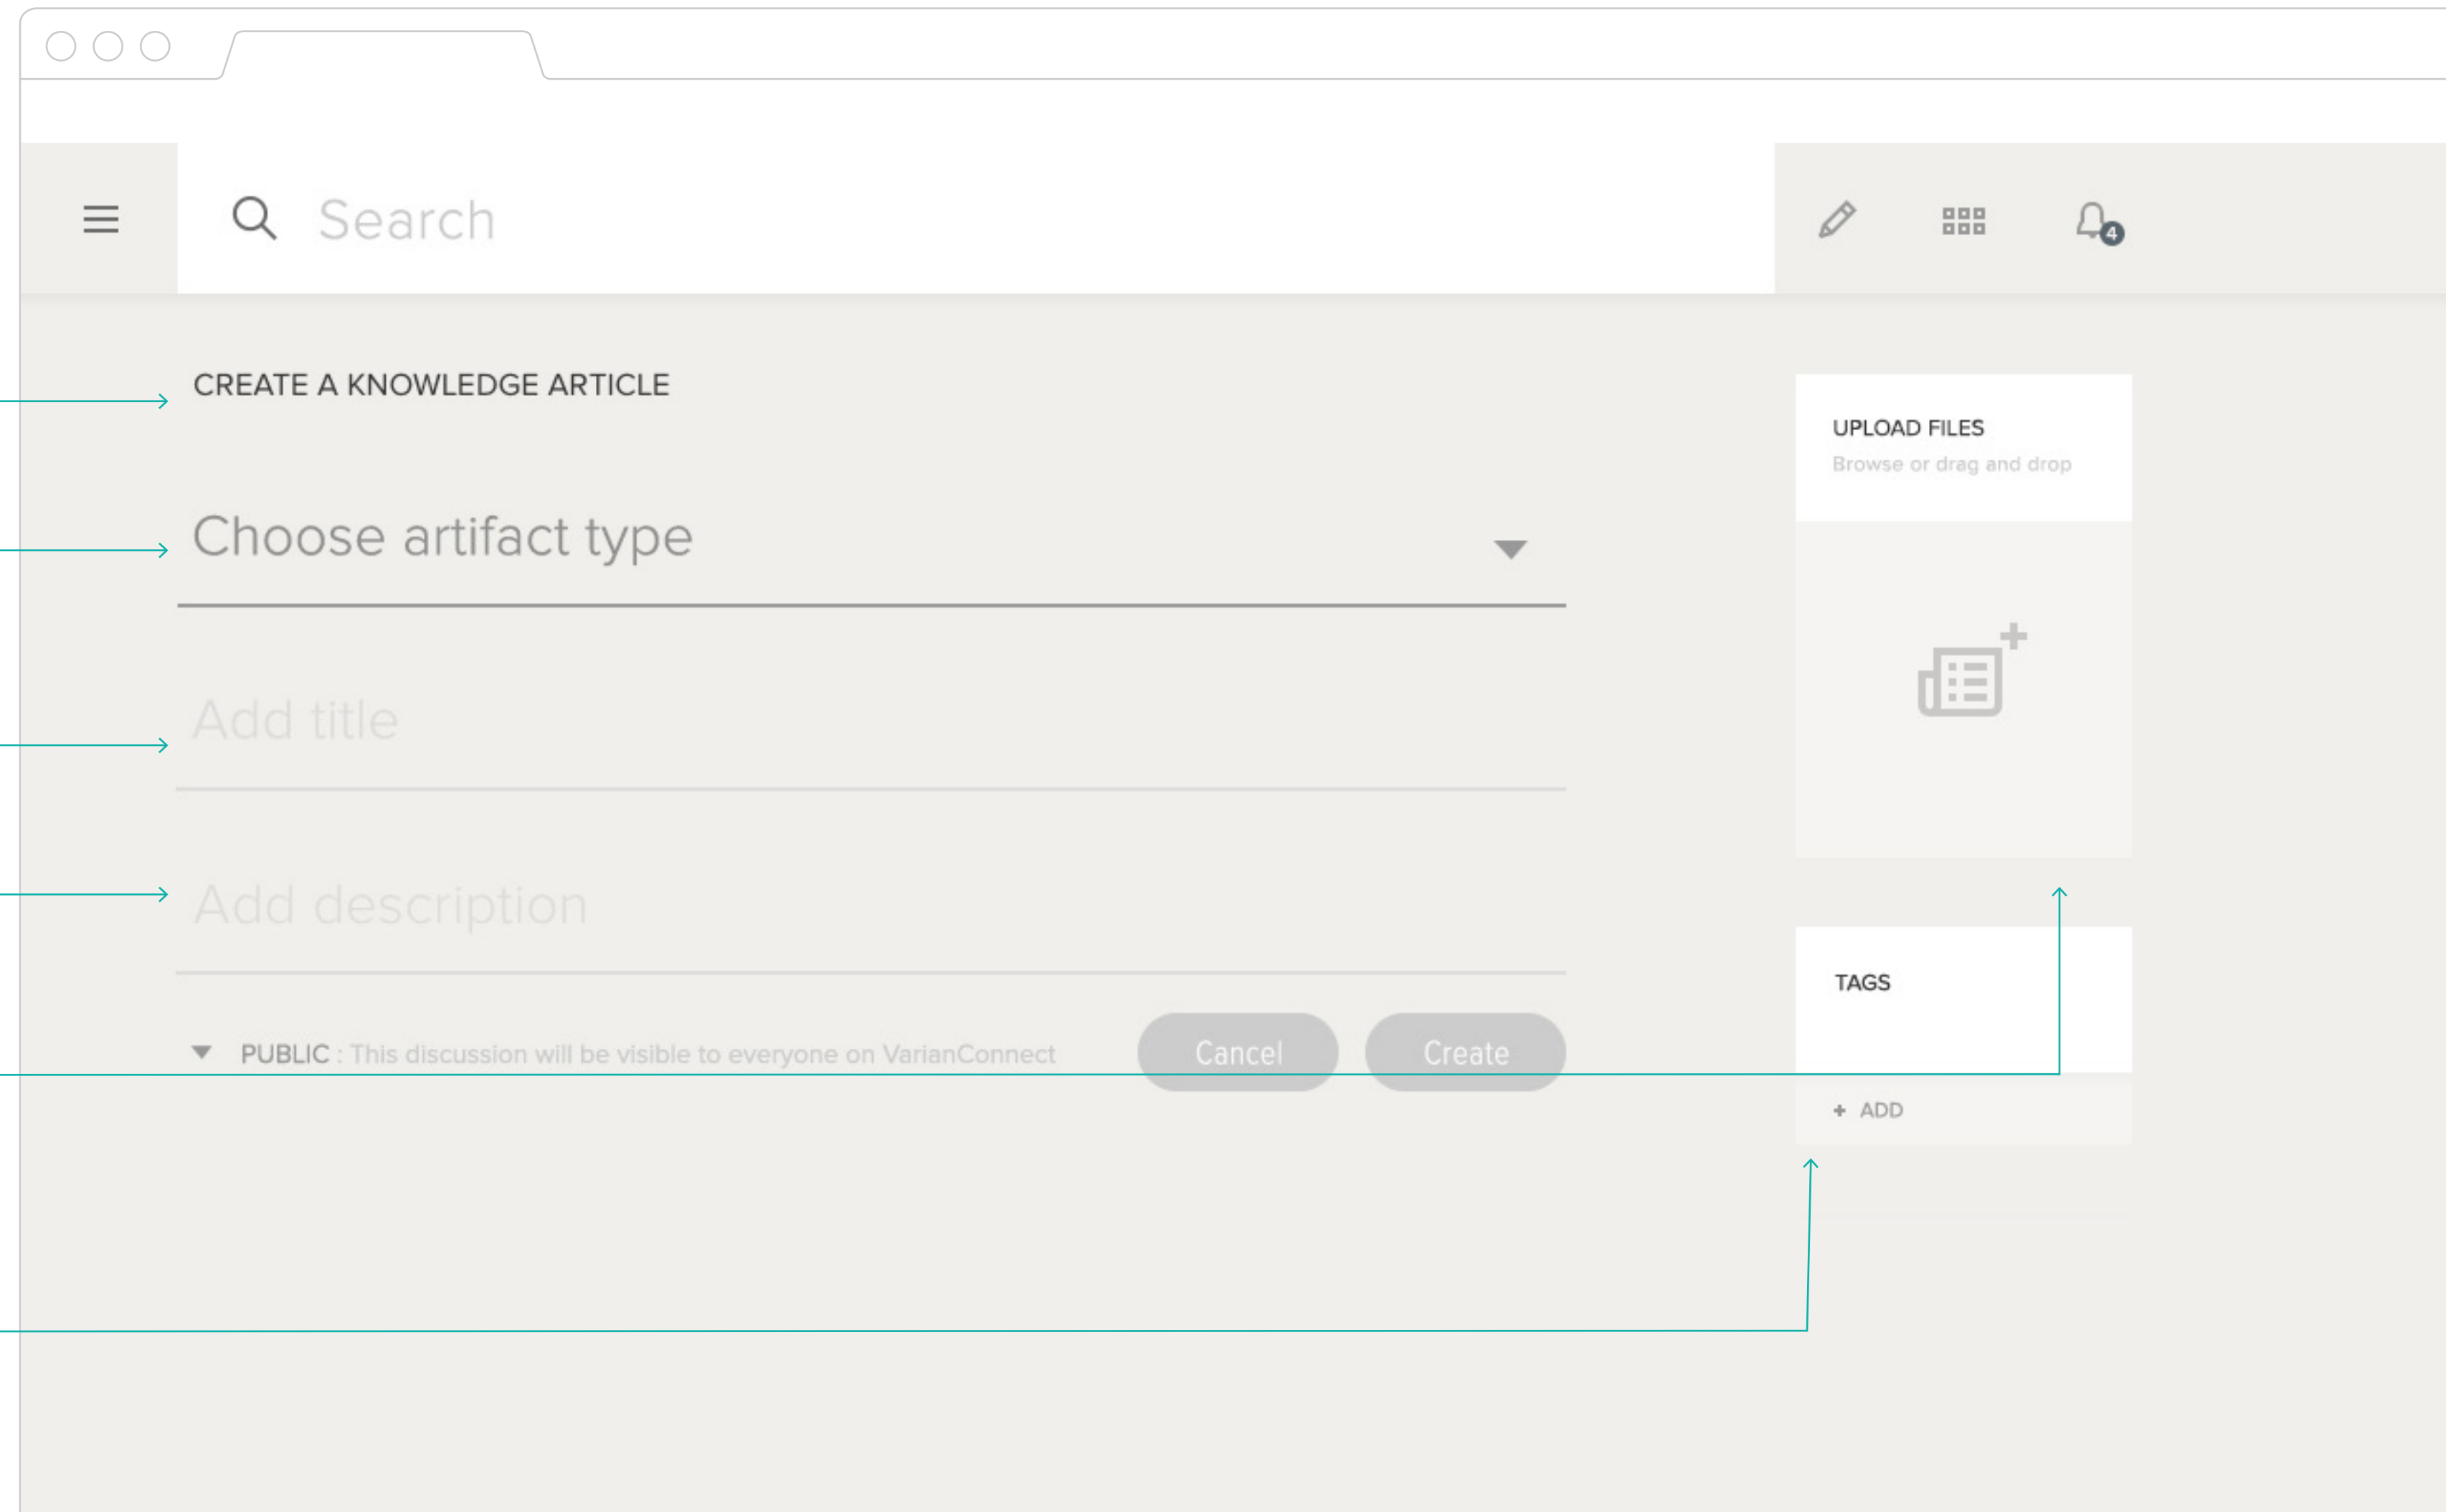 Search
4
CREATE A KNOWLEDGE ARTICLE
Choose artifact type
Add title
Add description
PUBLIC : This discussion will be visible to everyone on VarianConnect
Cancel
Create
UPLOAD FILES
Browse or drag and drop
TAGS
+ ADD